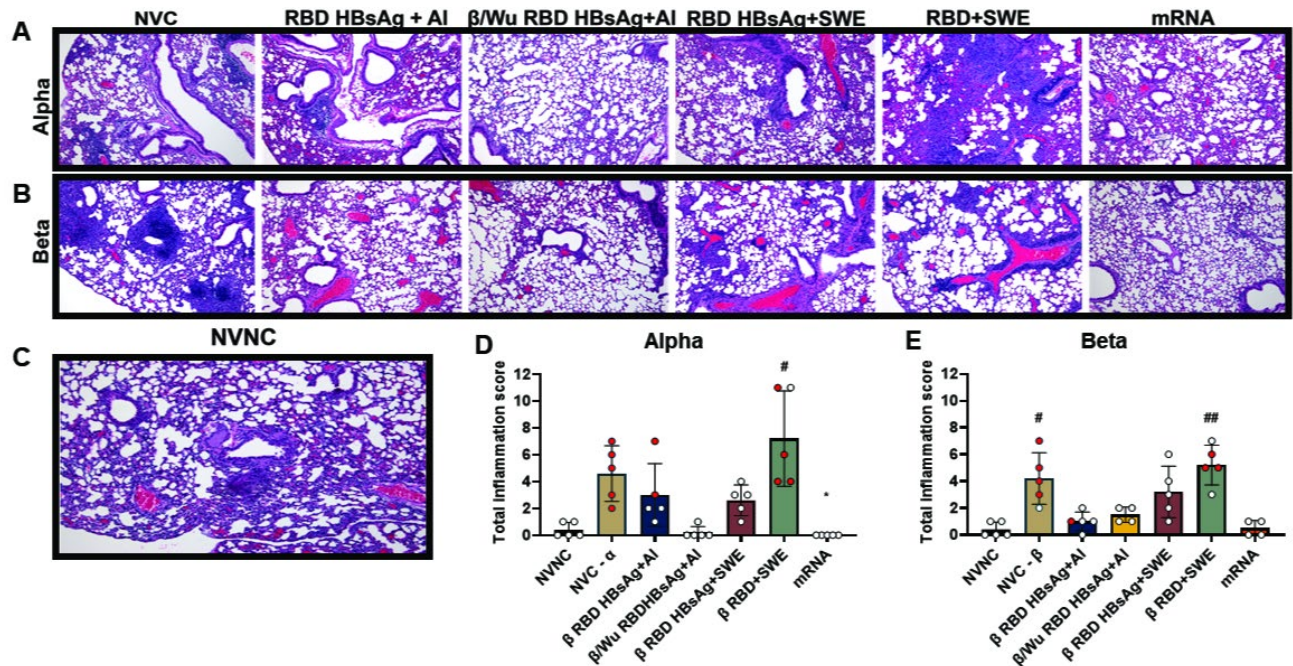 NVC RBD HBsAg + Al β/Wu RBD HBsAg+Al RBD HBsAg+SWE RBD+SWE mRNA
A
Alpha
B
Beta
C
NVNC
D
Alpha
Total inflammation score
12
10
8
6
4
2
0
#
*
NVNC
NVC - α
β RBD HBsAg+Al
β/Wu RBDHBsAg+Al
β RBD HBsAg+SWE
β RBD+SWE
mRNA
E
Beta
Total inflammation score
12
10
8
6
4
2
0
#
##
NVNC
NVC - β
β RBD HBsAg+Al
β/Wu RBD HBsAg+Al
β RBD HBsAg+SWE
β RBD+SWE
mRNA